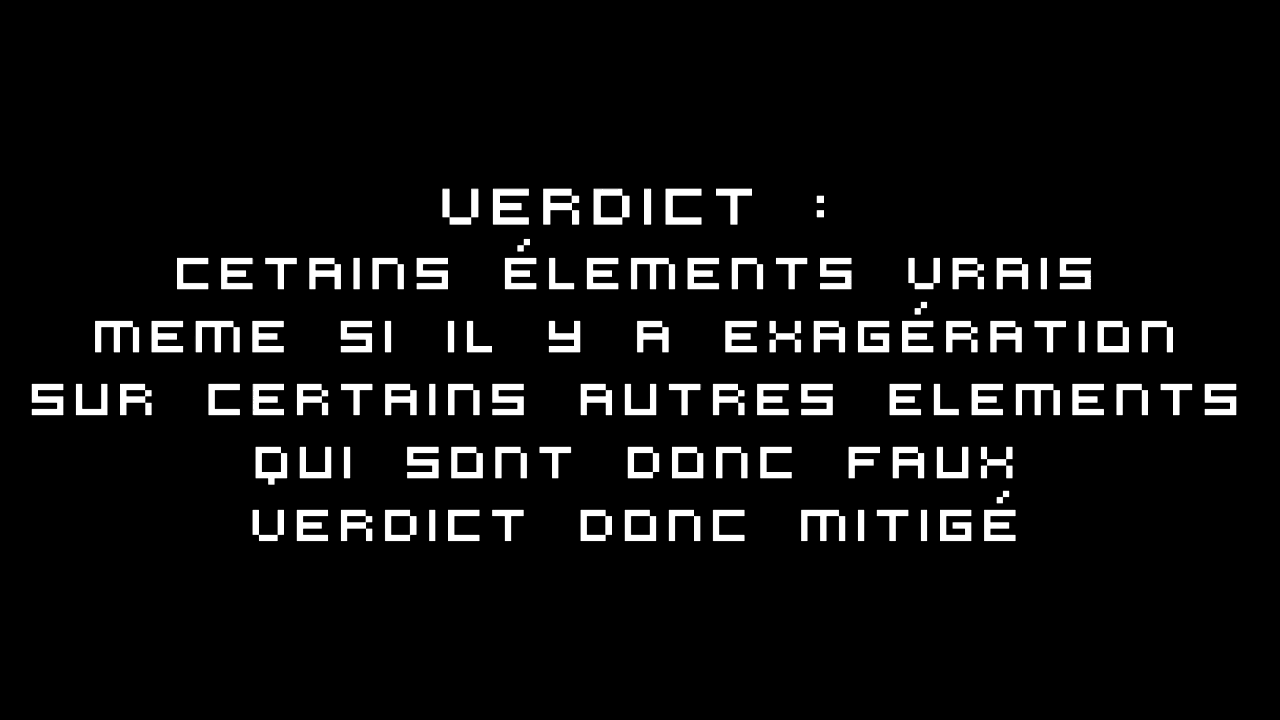 VERDICT :
CETAINS ÉLEMENTS VRAIS
MEME SI IL Y A EXAGÉRATION
SUR CERTAINS AUTRES ELEMENTS
QUI SONT DONC FAUX
VERDICT DONC MITIGÉ